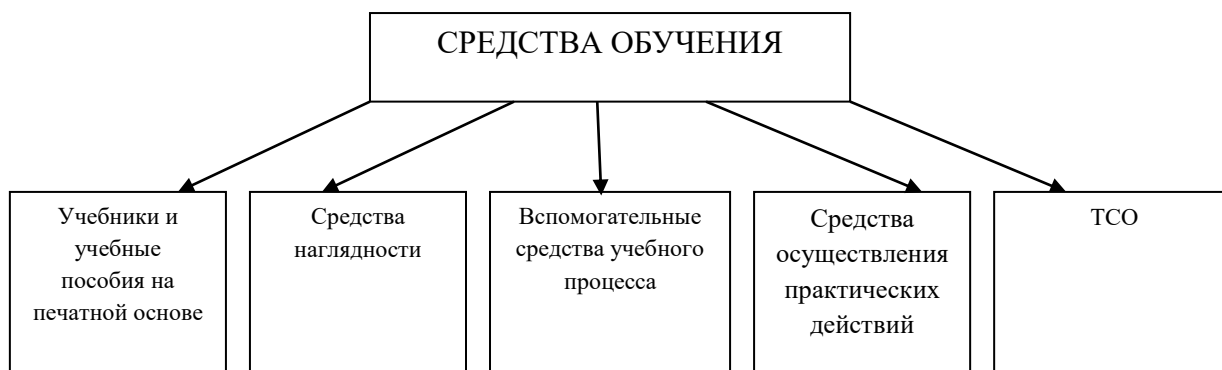 СРЕДСТВА ОБУЧЕНИЯ
Учебники и
учебные
пособия на
печатной основе
Средства
наглядности
Вспомогательные
средства учебного
процесса
Средства
осуществления
практических
действий
ТСО